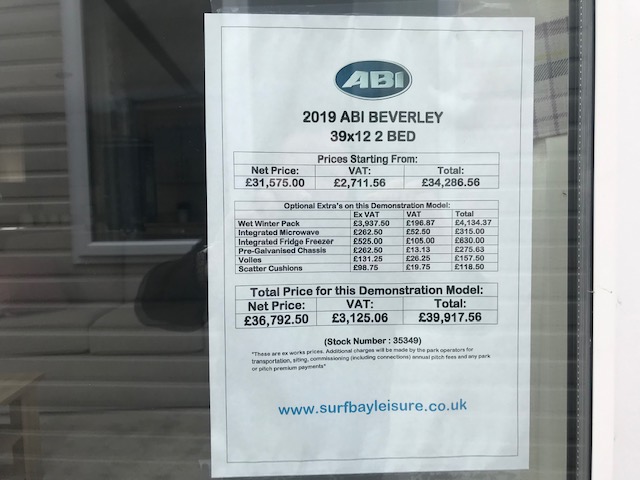 ABI
2019 ABI BEVERLEY
39x12 2 BED
Prices Starting From:
Net Price: VAT: Total:
£31,575.00 £2,711.56 £34,286.56
Optional Extra's on this Demonstration Model:
Ex VAT VAT Total
Wet Winter Pack £3,937.50 £196.87 £4,134.37
Integrated Microwave £262.50 £52.50 £315.00
Integrated Fridge Freezer £525.00 £105.00 £630.00
Pre-Galvanised Chassis £262.50 £13.13 £275.63
Voiles £131.25 £26.25 £157.50
Scatter Cushions £98.75 £19.75 £118.50
Total Price for this Demonstration Model:
Net Price: VAT: Total:
£36,792.50 £3,125.06 £39,917.56
(Stock Number : 35349)
"These are ex works prices. Additional charges will be made by the park operators for
transportation, siting, commissioning (including connections) annual pitch fees and any park
or pitch premium payments"
www.surfbayleisure.co.uk